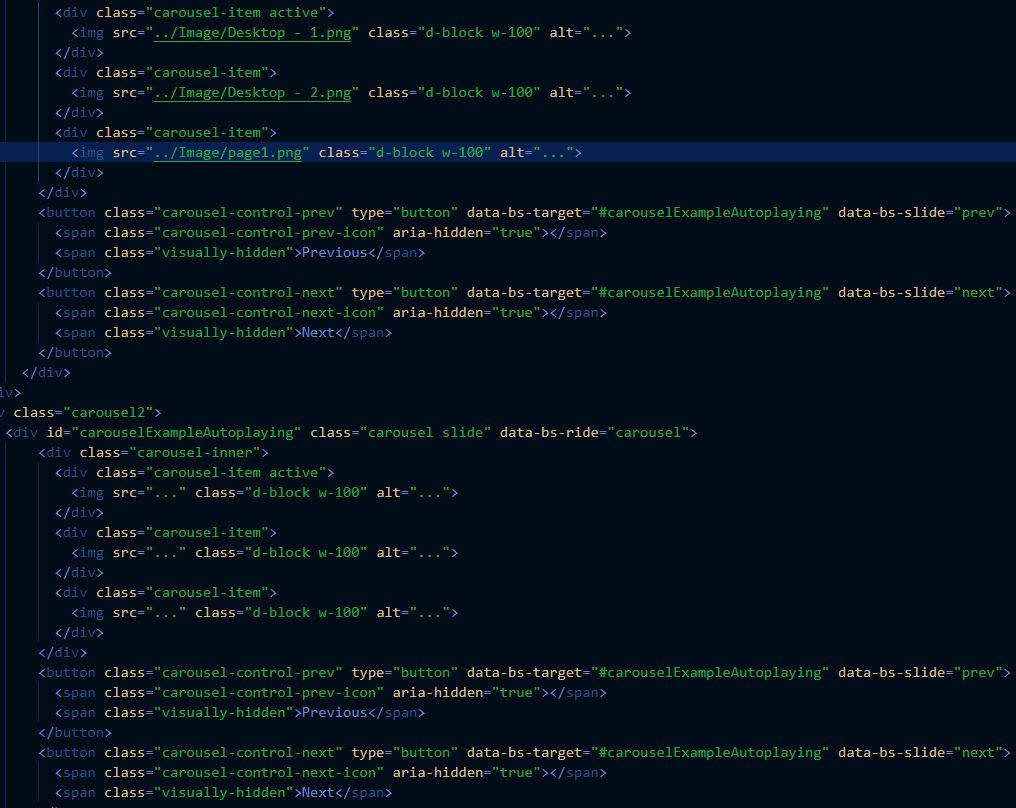 <div class="carousel-item active">
<img src="../Image/Desktop - 1.png" class="d-block w-100" alt="...">
</div>
<div class="carousel-item">
<img src="../Image/Desktop - 2.png" class="d-block w-100" alt="...">
</div>
<div class="carousel-item">
<img src="../Image/page1.png" class="d-block w-100" alt="...">
</div>
</div>
<button class="carousel-control-prev" type="button" data-bs-target="#carouselExampleAutoplaying" data-bs-slide="prev">
<span class="carousel-control-prev-icon" aria-hidden="true"></span>
<span class="visually-hidden">Previous</span>
</button>
<button class="carousel-control-next" type="button" data-bs-target="#carouselExampleAutoplaying" data-bs-slide="next">
<span class="carousel-control-next-icon" aria-hidden="true"></span>
<span class="visually-hidden">Next</span>
</button>
</div>
iv>
class="carousel2">
<div id="carouselExampleAutoplaying" class="carousel slide" data-bs-ride="carousel">
<div class="carousel-inner">
<div class="carousel-item active">
<img src="..." class="d-block w-100" alt="...">
</div>
<div class="carousel-item">
<img src="..." class="d-block w-100" alt="...">
</div>
<div class="carousel-item">
<img src="..." class="d-block w-100" alt="...">
</div>
</div>
<button class="carousel-control-prev" type="button" data-bs-target="#carouselExampleAutoplaying" data-bs-slide="prev">
<span class="carousel-control-prev-icon" aria-hidden="true"></span>
<span class="visually-hidden">Previous</span>
</button>
<button class="carousel-control-next" type="button" data-bs-target="#carouselExampleAutoplaying" data-bs-slide="next">
<span class="carousel-control-next-icon" aria-hidden="true"></span>
<span class="visually-hidden">Next</span>